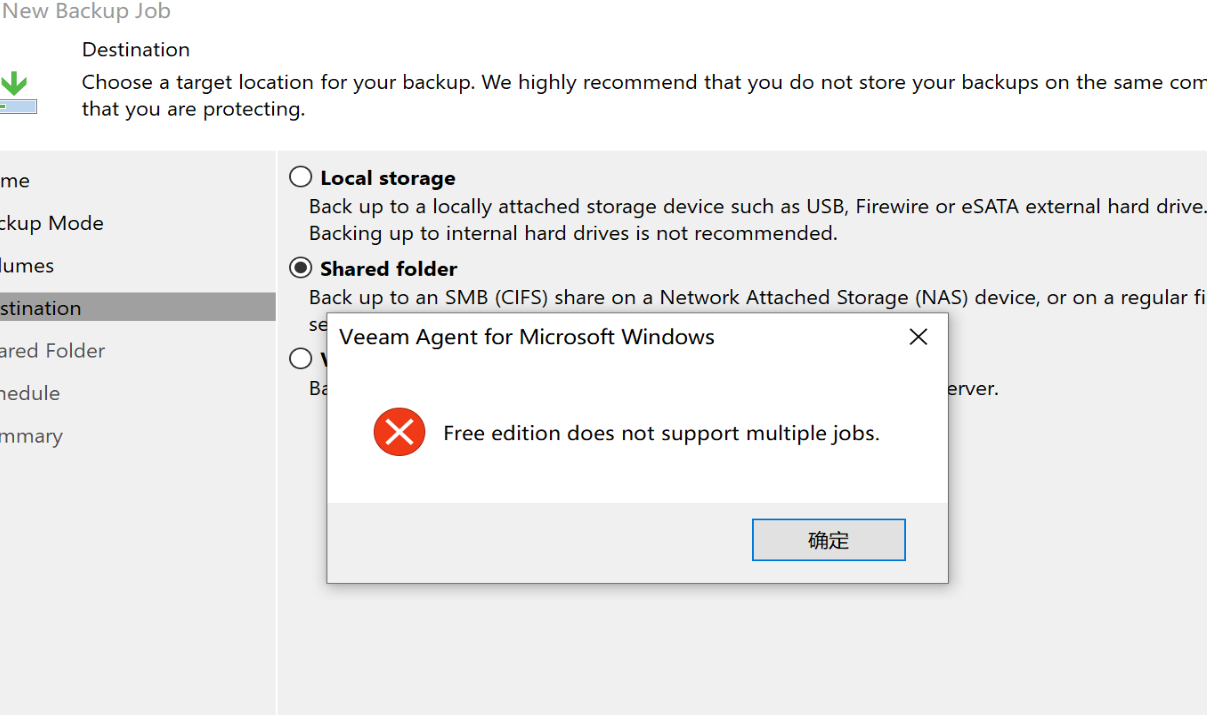 New Backup Job
Destination
Choose a target location for your backup. We highly recommend that you do not store your backups on the same com
that you are protecting.
me
ckup Mode
lumes
stination
ared Folder
hedule
mmary
Local storage
Back up to a locally attached storage device such as USB, Firewire or eSATA external hard drive.
Backing up to internal hard drives is not recommended.
Shared folder
Back up to an SMB (CIFS) share on a Network Attached Storage (NAS) device, or on a regular fi
se
Ba
erver.
Veeam Agent for Microsoft Windows
Free edition does not support multiple jobs.
确定